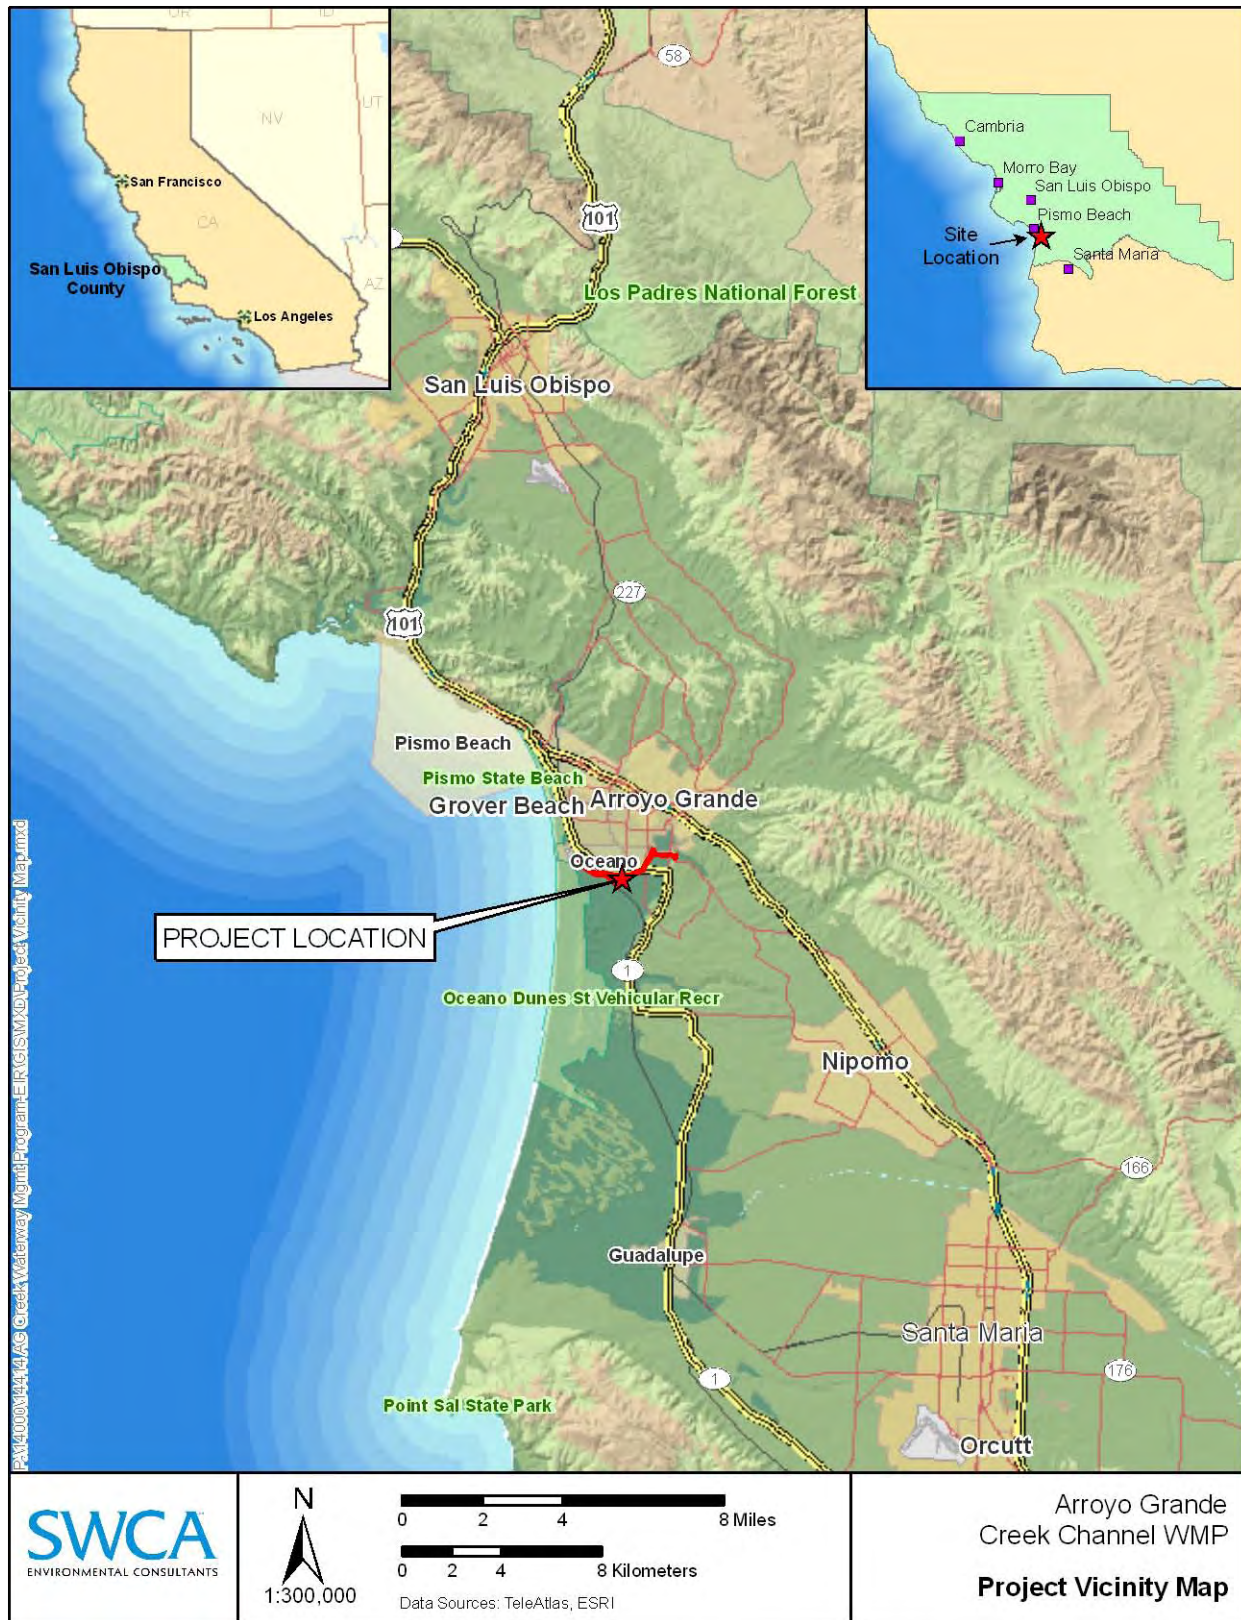 OR
ID
NV
UT
CA
AZ
San Francisco
San Luis Obispo
County
Los Angeles
58
101
Los Padres National Forest
San Luis Obispo
Cambria
Morro Bay
San Luis Obispo
Pismo Beach
Site
Location
Santa Maria
227
101
Pismo Beach
Pismo State Beach
Grover Beach
Arroyo Grande
Oceano
PROJECT LOCATION
1
Oceano Dunes St Vehicular Recr
Nipomo
166
Guadalupe
Santa Maria
176
1
Point Sal State Park
Orcutt
P:\14000\14414 AG Creek Waterway Mgmt Program-EIR\GIS\MXD\Project Vicinity Map.mxd
SWCA
ENVIRONMENTAL CONSULTANTS
N
1:300,000
0 2 4 8 Miles
0 2 4 8 Kilometers
Data Sources: TeleAtlas, ESRI
Arroyo Grande
Creek Channel WMP
Project Vicinity Map